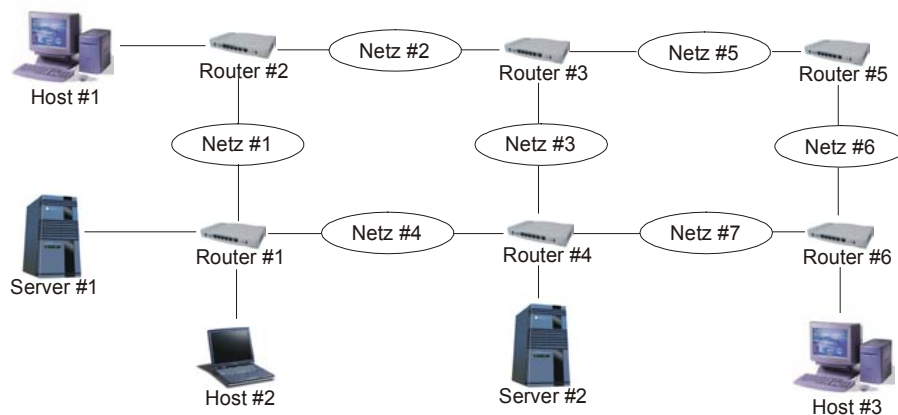 Netz #2
Netz #5
Router #2
Router #3
Router #5
Host #1
Netz #1
Netz #3
Netz #6
Netz #4
Netz #7
Router #1
Router #4
Router #6
Server #1
Host #2
Server #2
Host #3